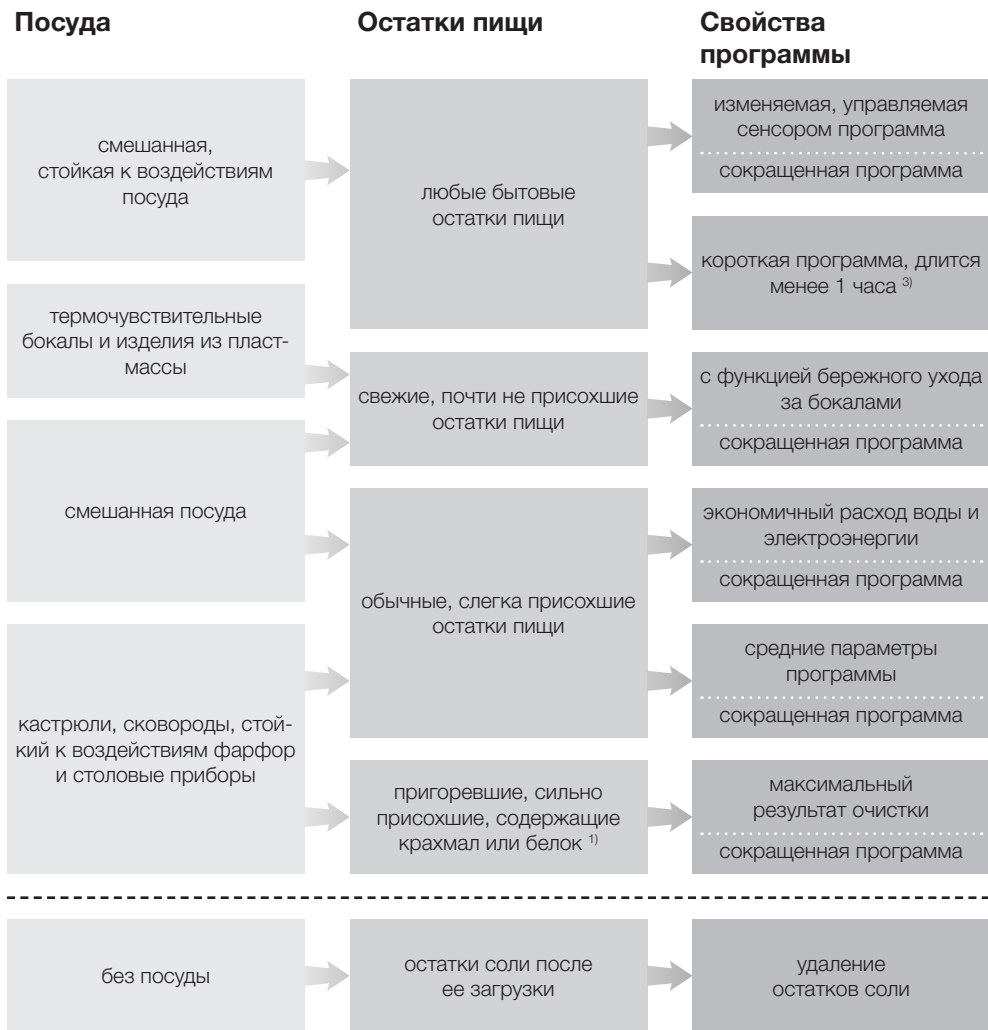 Посуда
Остатки пищи
Свойства
программы
смешанная,
стойкая к воздействиям
посуда
любые бытовые
остатки пищи
изменяемая, управляемая
сенсором программа
сокращенная программа
короткая программа, длится
менее 1 часа 3)
термочувствительные
бокалы и изделия из пласт-
массы
свежие, почти не присохшие
остатки пищи
с функцией бережного ухода
за бокалами
сокращенная программа
смешанная посуда
обычные, слегка присохшие
остатки пищи
экономичный расход воды и
электроэнергии
сокращенная программа
средние параметры
программы
сокращенная программа
кастрюли, сковороды, стой-
кий к воздействиям фарфор
и столовые приборы
пригоревшие, сильно
присохшие, содержащие
крахмал или белок 1)
максимальный
результат очистки
сокращенная программа
без посуды
остатки соли после
ее загрузки
удаление
остатков соли